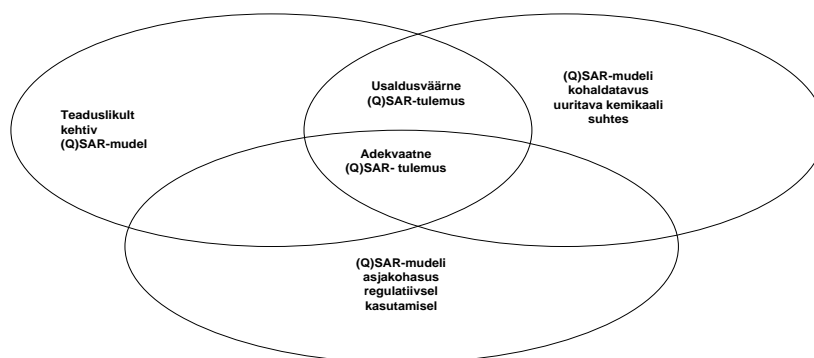 Teaduslikult
kehtiv
(Q)SAR-mudel
Usaldusväärne
(Q)SAR-tulemus
(Q)SAR-mudeli
kohaldatavus
uuritava kemikaali
suhtes
Adekvaatne
(Q)SAR- tulemus
(Q)SAR-mudeli
asjakohasus
regulatiivsel
kasutamisel